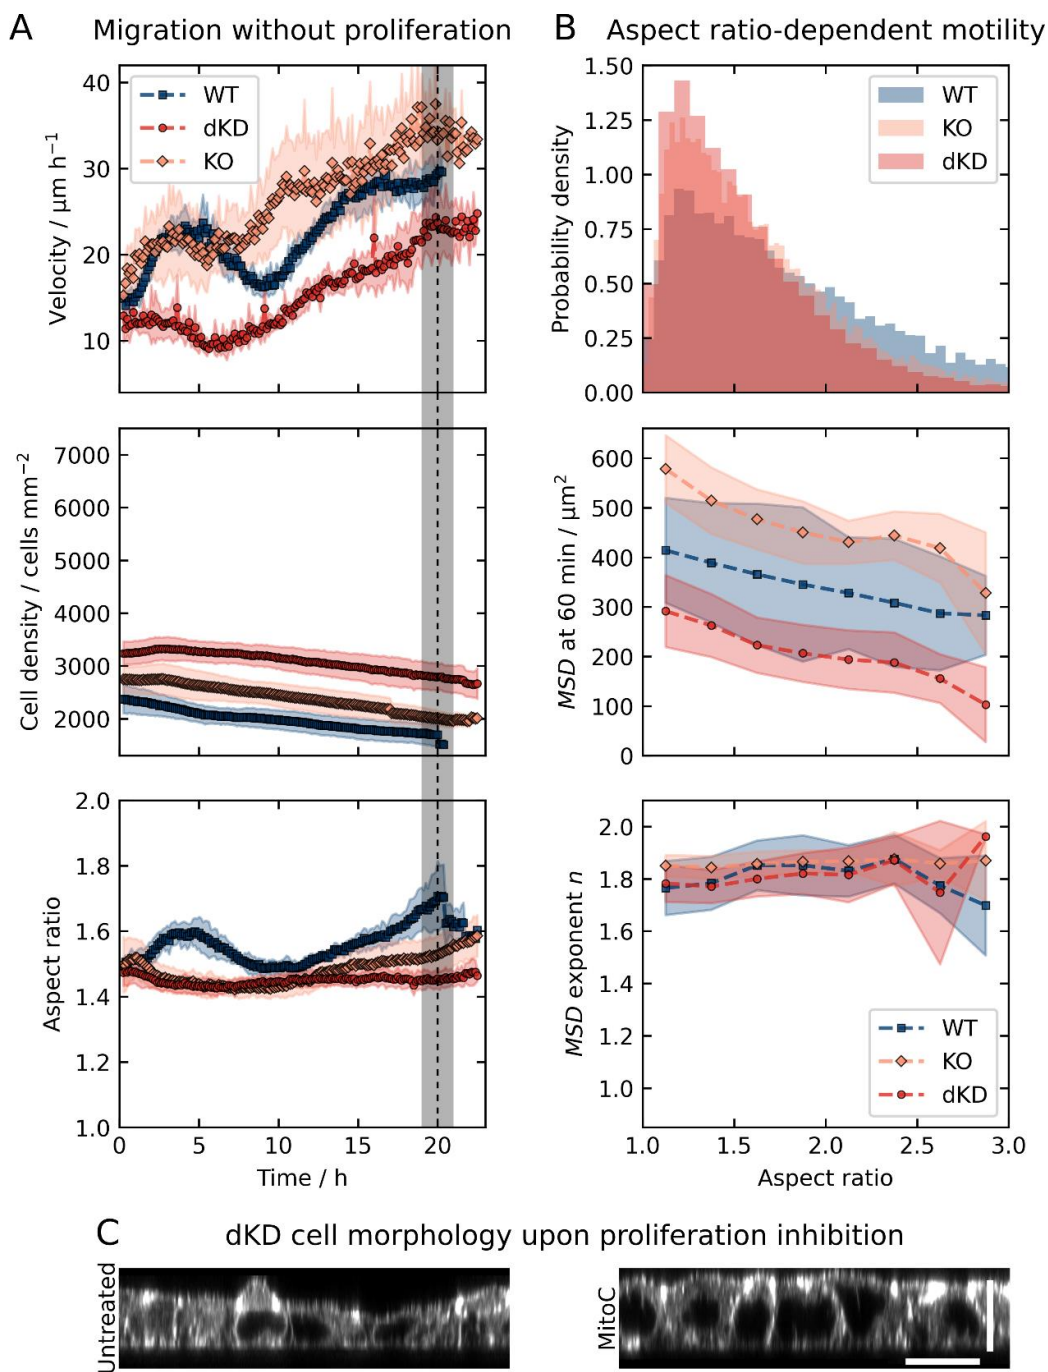 A Migration without proliferation
B Aspect ratio-dependent motility
40
30
20
10
Velocity / µm h⁻¹
WT
dKD
KO
1.50
1.25
1.00
0.75
0.50
0.25
0.00
Probability density
WT
KO
dKD
7000
6000
5000
4000
3000
2000
Cell density / cells mm⁻²
600
500
400
300
200
100
0
MSD at 60 min / µm²
2.0
1.8
1.6
1.4
1.2
1.0
Aspect ratio
0 5 10 15 20
Time / h
2.0
1.8
1.6
1.4
1.2
1.0
MSD exponent n
WT
KO
dKD
1.0 1.5 2.0 2.5 3.0
Aspect ratio
C dKD cell morphology upon proliferation inhibition
Untreated
MitoC